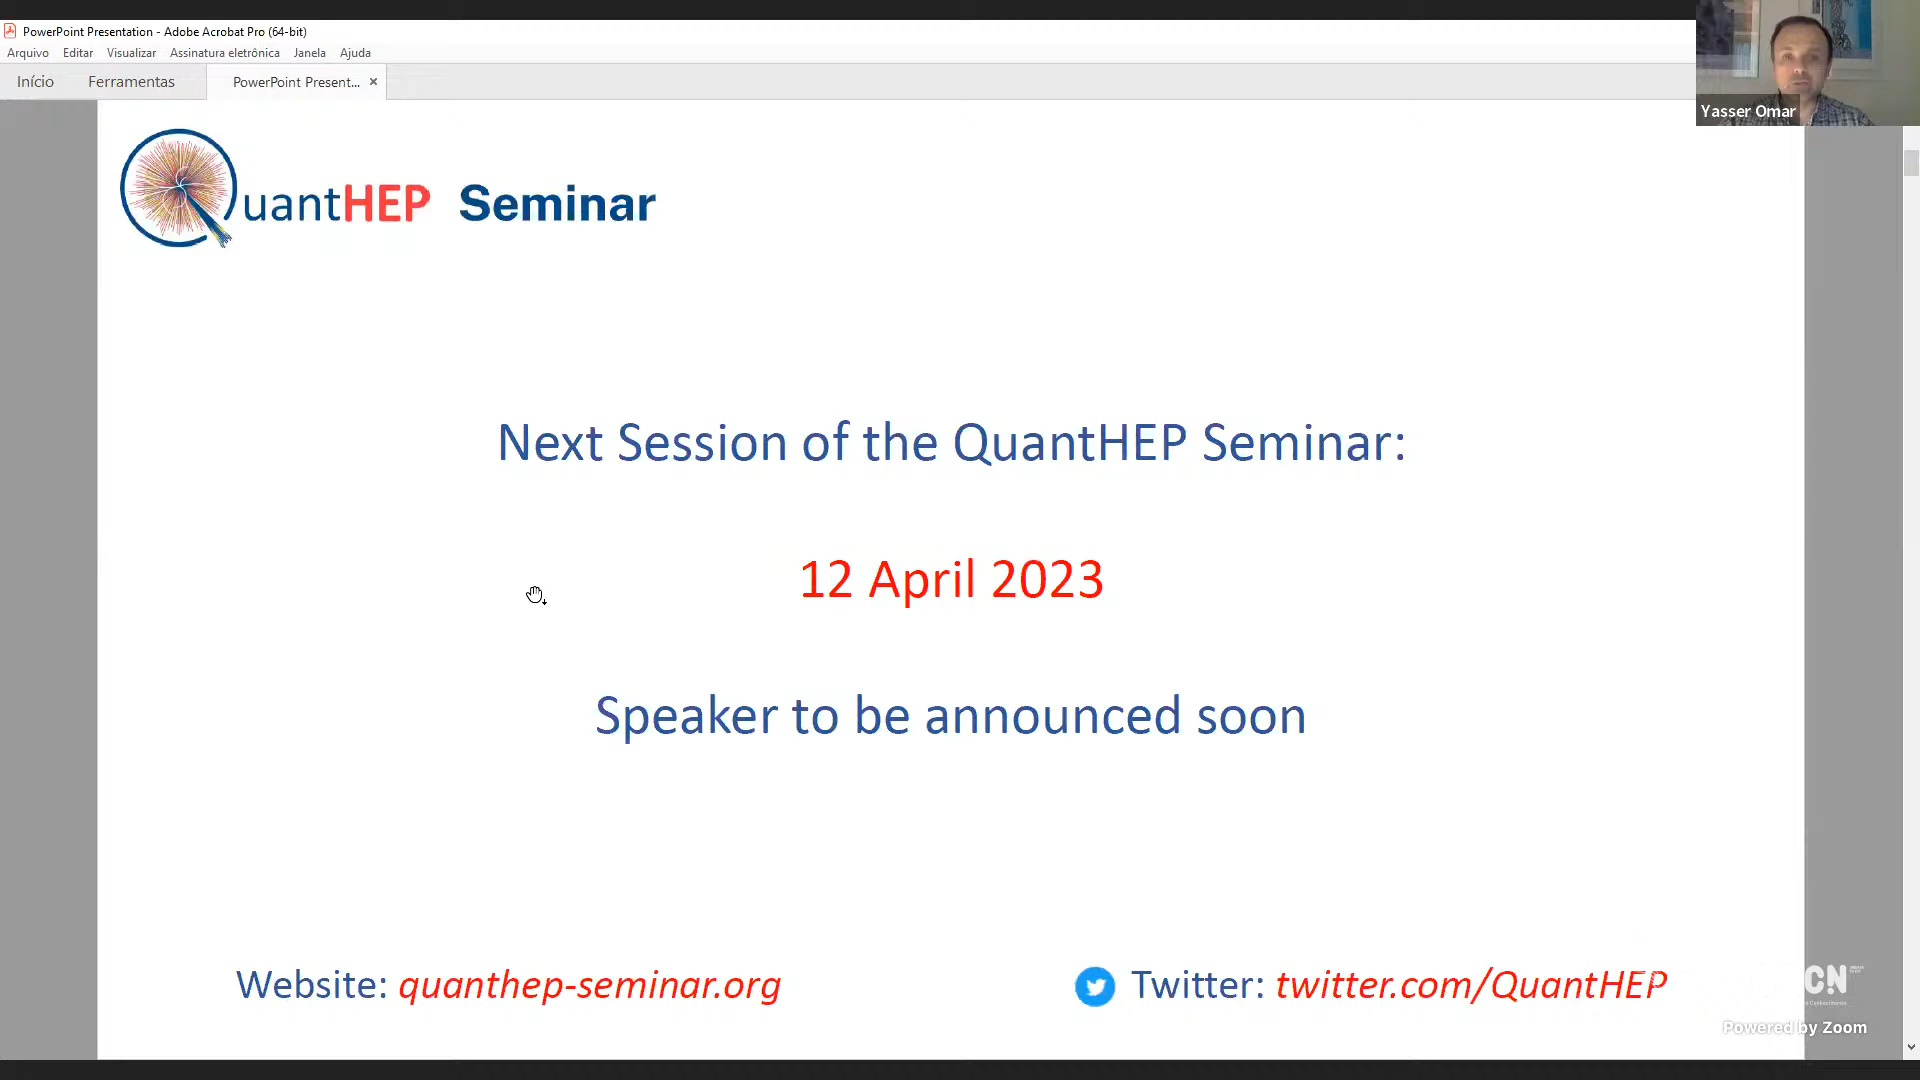 PowerPoint Presentation - Adobe Acrobat Pro (64-bit)
Arquivo Editar Visualizar Assinatura eletrônica Janela Ajuda
Início Ferramentas PowerPoint Present... ×
Yasser Omar
QuantHEP Seminar
Next Session of the QuantHEP Seminar:
12 April 2023
Speaker to be announced soon
Website: quanthep-seminar.org
Twitter: twitter.com/QuantHEP
CN
Powered by Zoom